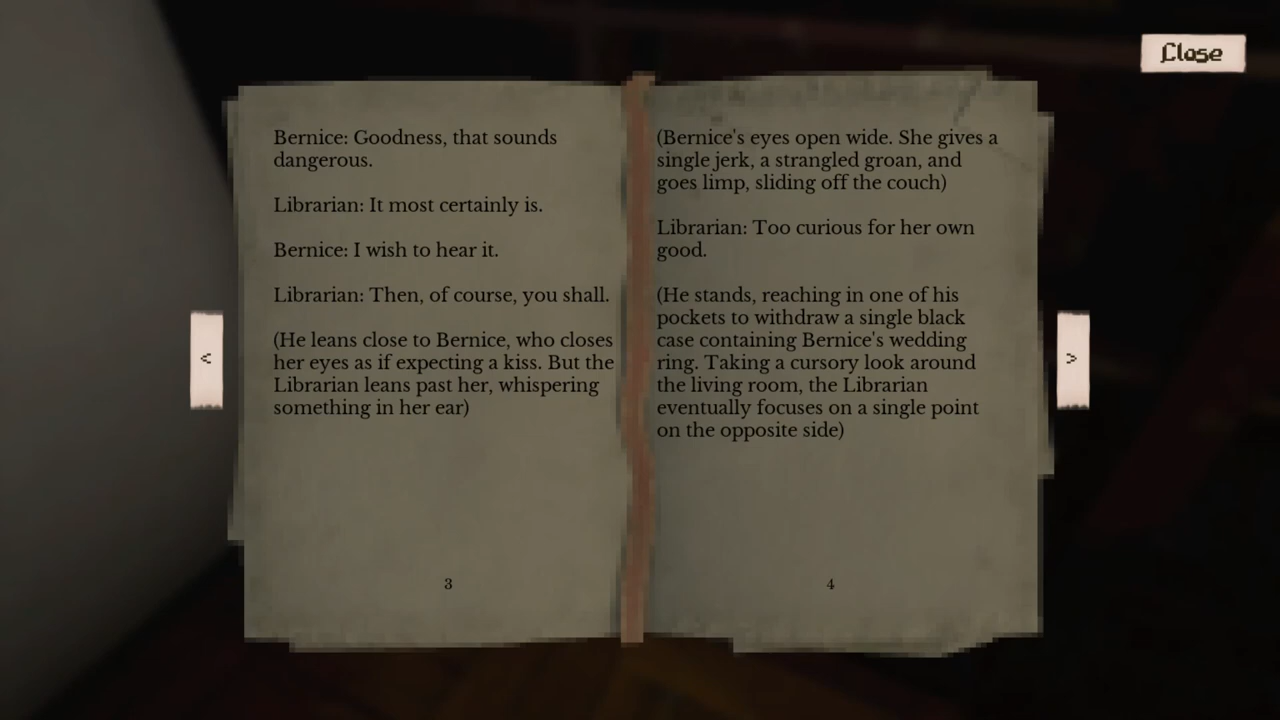 Close
Bernice: Goodness, that sounds
dangerous.
Librarian: It most certainly is.
Bernice: I wish to hear it.
Librarian: Then, of course, you shall.
(He leans close to Bernice, who closes
her eyes as if expecting a kiss. But the
Librarian leans past her, whispering
something in her ear)
3
(Bernice's eyes open wide. She gives a
single jerk, a strangled groan, and
goes limp, sliding off the couch)
Librarian: Too curious for her own
good.
(He stands, reaching in one of his
pockets to withdraw a single black
case containing Bernice's wedding
ring. Taking a cursory look around
the living room, the Librarian
eventually focuses on a single point
on the opposite side)
4
<
>